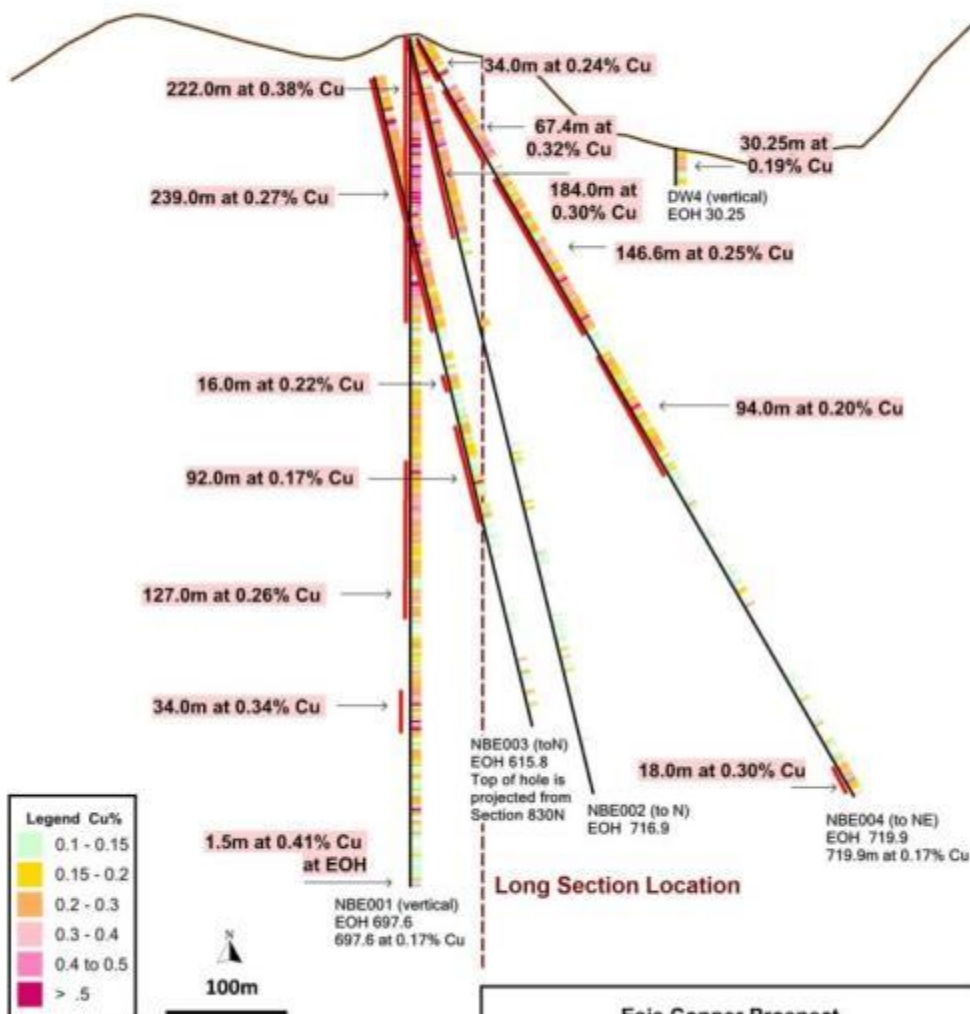 34.0m at 0.24% Cu
222.0m at 0.38% Cu
67.4m at
0.32% Cu
30.25m at
0.19% Cu
184.0m at
0.30% Cu
239.0m at 0.27% Cu
DW4 (vertical)
EOH 30.25
146.6m at 0.25% Cu
16.0m at 0.22% Cu
94.0m at 0.20% Cu
92.0m at 0.17% Cu
127.0m at 0.26% Cu
34.0m at 0.34% Cu
NBE003 (toN)
EOH 615.8
Top of hole is
projected from
Section 830N
18.0m at 0.30% Cu
NBE002 (to N)
EOH 716.9
NBE004 (to NE)
EOH 719.9
719.9m at 0.17% Cu
1.5m at 0.41% Cu
at EOH
Long Section Location
NBE001 (vertical)
EOH 697.6
697.6 at 0.17% Cu
Legend Cu%
0.1 - 0.15
0.15 - 0.2
0.2 - 0.3
0.3 - 0.4
0.4 to 0.5
> .5
N
100m
Copper Prospect